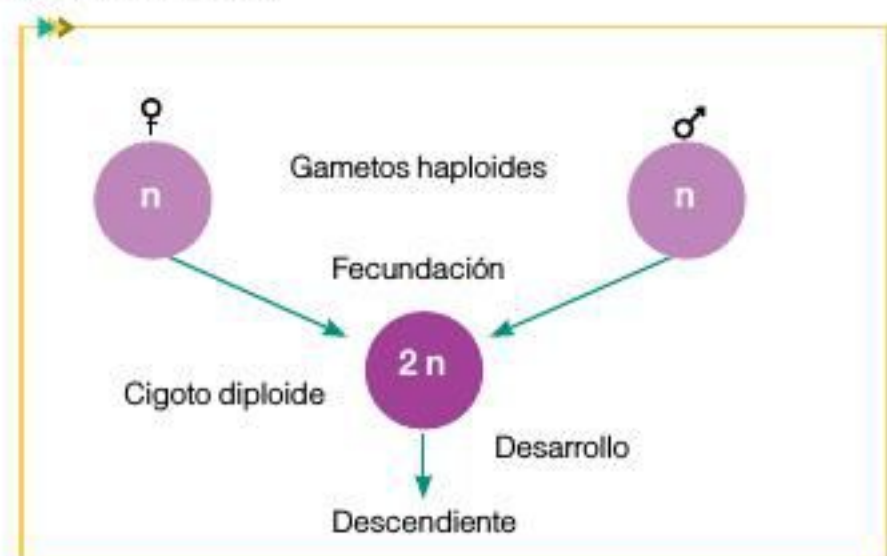 ♀
♂
n
Gametos haploides
n
Fecundación
2 n
Cigoto diploide
Desarrollo
Descendiente